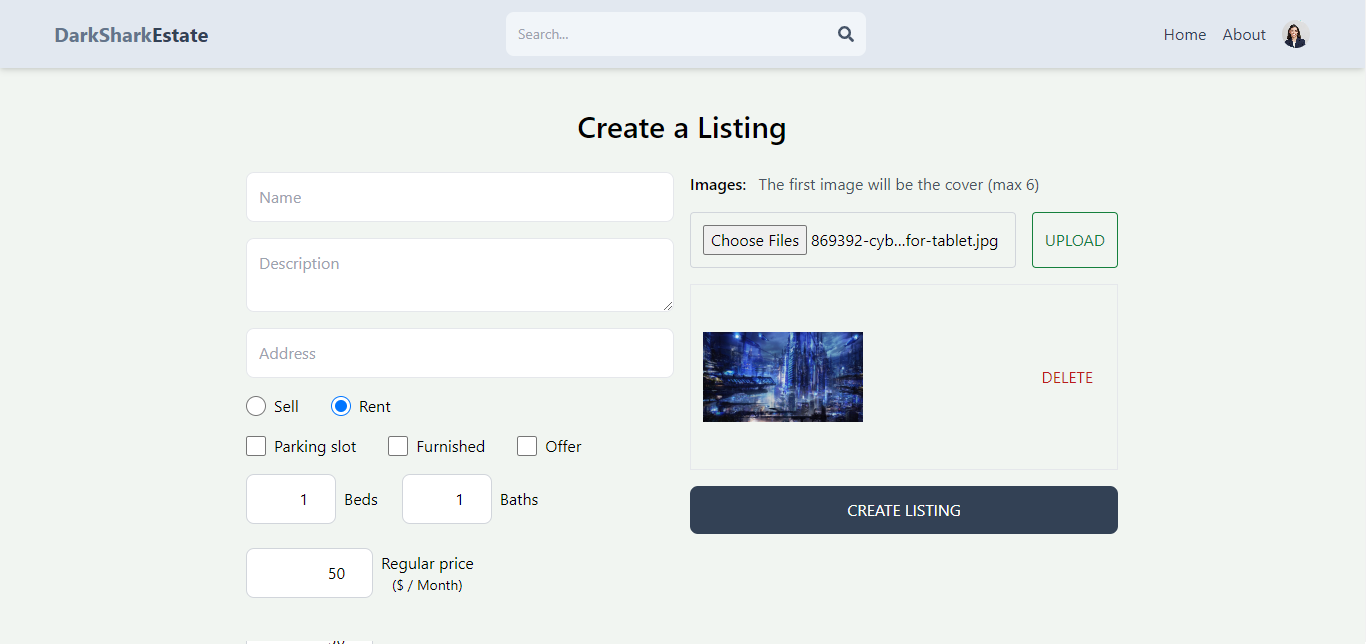 DarkSharkEstate
Search...
Home About
Create a Listing
Name
Description
Address
Sell Rent
Parking slot Furnished Offer
1 Beds 1 Baths
50 Regular price
($ / Month)
Images: The first image will be the cover (max 6)
Choose Files 869392-cyb...for-tablet.jpg UPLOAD
DELETE
CREATE LISTING